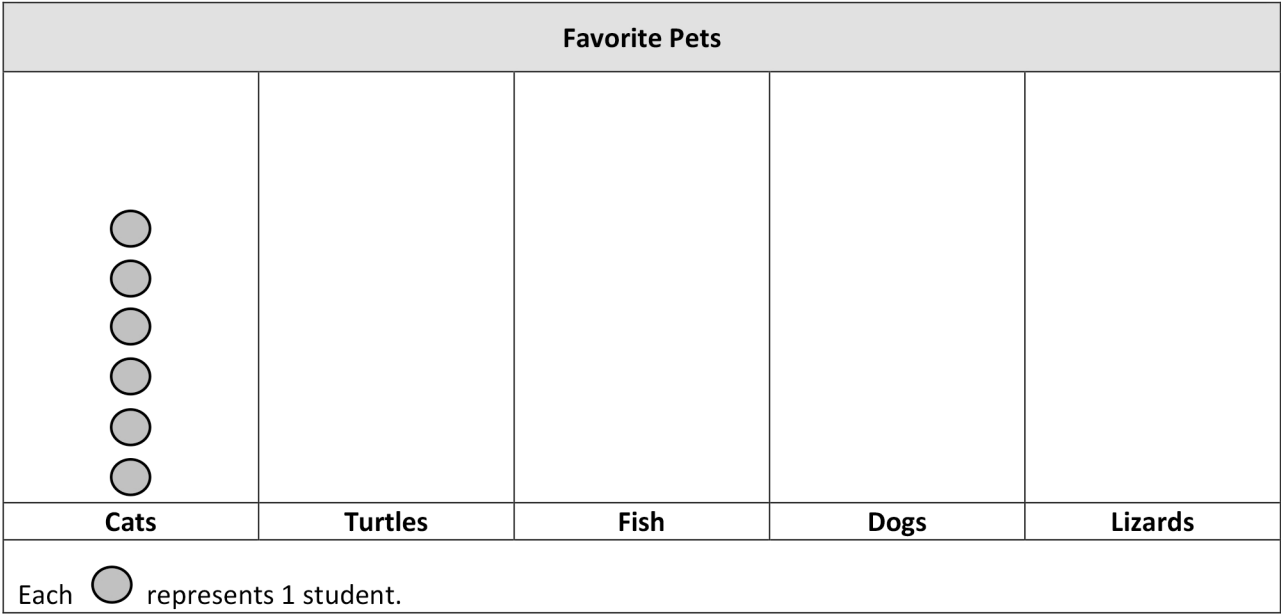 Favorite Pets
Cats Turtles Fish Dogs Lizards
Each represents 1 student.